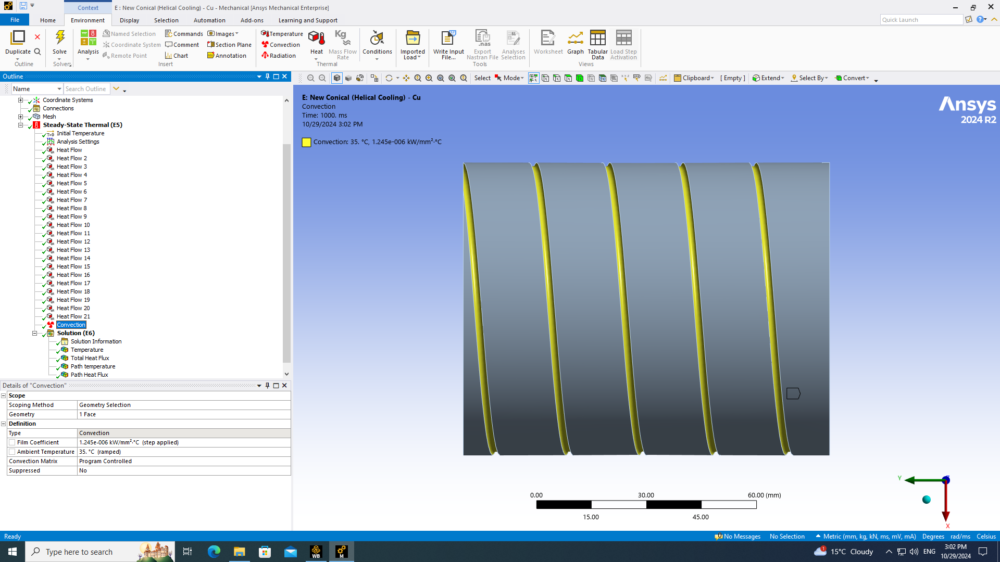 Context
E : New Conical (Helical Cooling) - Cu - Mechanical [Ansys Mechanical Enterprise]
File
Home
Environment
Display
Selection
Automation
Add-ons
Learning and Support
Quick Launch
Duplicate
Outline
Solve
Solver
Analysis
Named Selection
Coordinate System
Remote Point
Commands
Comment
Chart
Images
Section Plane
Annotation
Insert
Temperature
Convection
Radiation
Heat
Mass Flow
Rate
Thermal
Conditions
Imported
Load
Write Input
File...
Export
Nastran File
Analyses
Selection
Tools
Worksheet
Graph
Tabular
Data
Load Step
Activation
Views
Outline
Name
Search Outline
Select
Mode
Clipboard
[ Empty ]
Extend
Select By
Convert
Coordinate Systems
Connections
Mesh
Steady-State Thermal (E5)
Initial Temperature
Analysis Settings
Heat Flow
Heat Flow 2
Heat Flow 3
Heat Flow 4
Heat Flow 5
Heat Flow 6
Heat Flow 7
Heat Flow 8
Heat Flow 9
Heat Flow 10
Heat Flow 11
Heat Flow 12
Heat Flow 13
Heat Flow 14
Heat Flow 15
Heat Flow 16
Heat Flow 17
Heat Flow 18
Heat Flow 19
Heat Flow 20
Heat Flow 21
Convection
Solution (E6)
Solution Information
Temperature
Total Heat Flux
Path temperature
Path Heat Flux
Details of "Convection"
Scope
Scoping Method Geometry Selection
Geometry 1 Face
Definition
Type Convection
Film Coefficient 1.245e-006 kW/mm²·°C (step applied)
Ambient Temperature 35. °C (ramped)
Convection Matrix Program Controlled
Suppressed No
E: New Conical (Helical Cooling) - Cu
Convection
Time: 1000. ms
10/29/2024 3:02 PM
Convection: 35. °C, 1.245e-006 kW/mm²·°C
Ansys
2024 R2
0.00 30.00 60.00 (mm)
15.00 45.00
Y
Z
X
Ready
No Messages
No Selection
Metric (mm, kg, kN, ms, mV, mA)
Degrees
rad/ms
Celsius
Type here to search
WB
M
1
15°C Cloudy
ENG
3:02 PM
10/29/2024